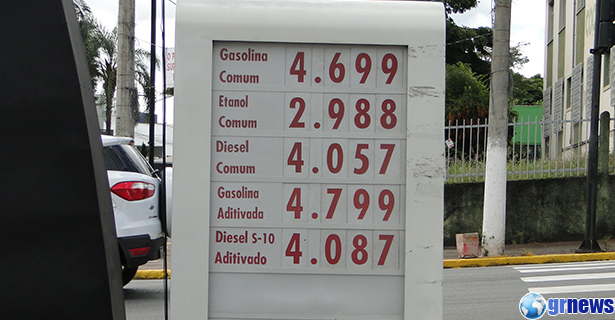 Gasolina
Comum 4.699
Etanol
Comum 2.988
Diesel
Comum 4.057
Gasolina
Aditivada 4.799
Diesel S-10
Aditivado 4.087
grnews